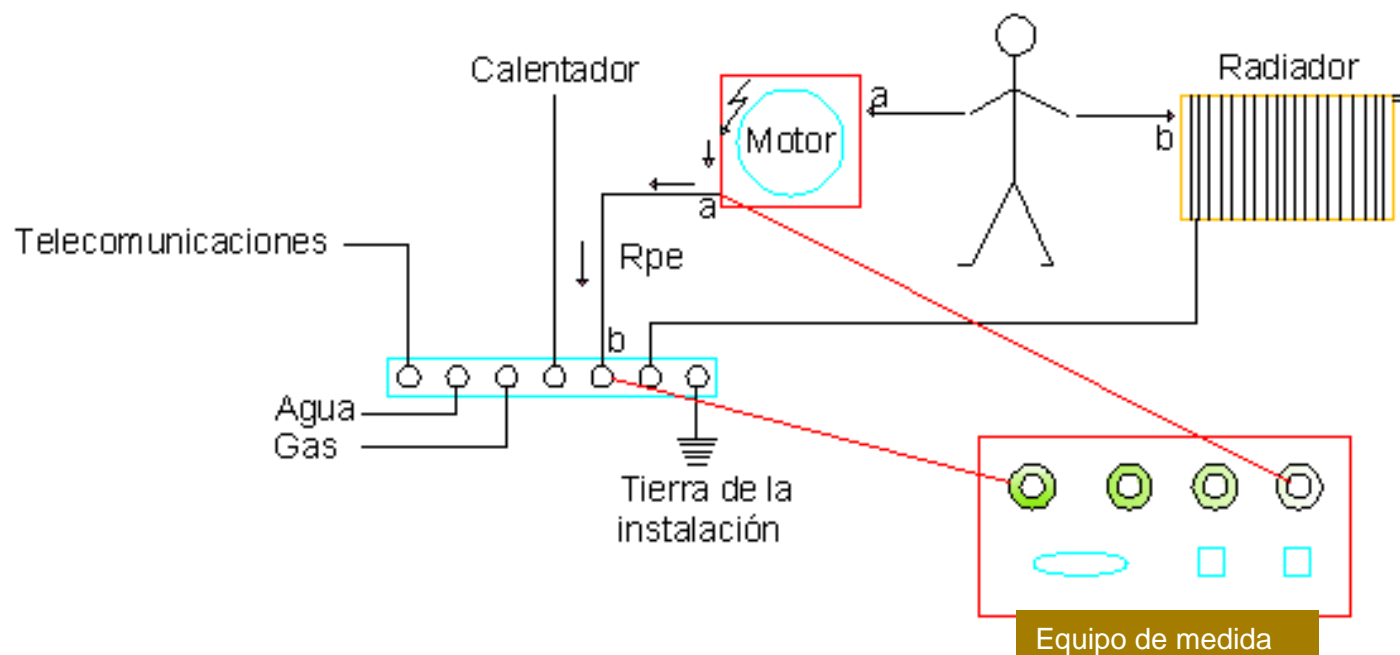 Calentador
Radiador
a
Motor
b
a
Telecomunicaciones
Rpe
b
Agua
Gas
Tierra de la
instalación
Equipo de medida